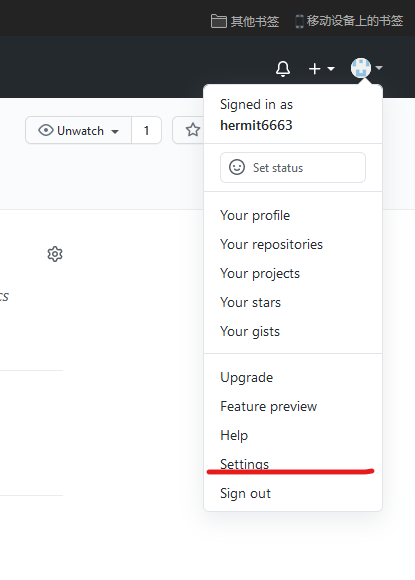 其他书签 移动设备上的书签
Signed in as
hermit6663
Unwatch 1
Set status
Your profile
Your repositories
Your projects
cs
Your stars
Your gists
Upgrade
Feature preview
Help
Settings
Sign out